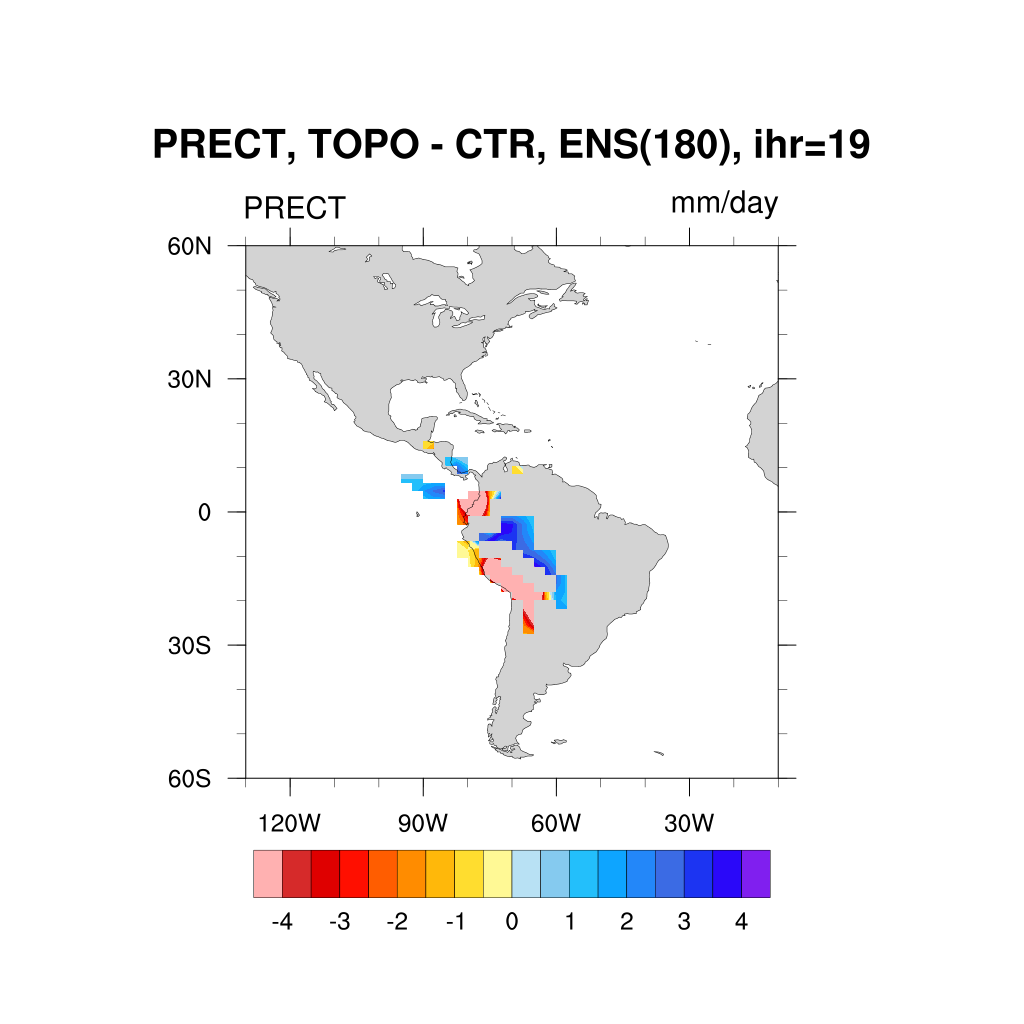 PRECT, TOPO - CTR, ENS(180), ihr=19
PRECT mm/day
60N
30N
0
30S
60S
120W 90W 60W 30W
-4 -3 -2 -1 0 1 2 3 4